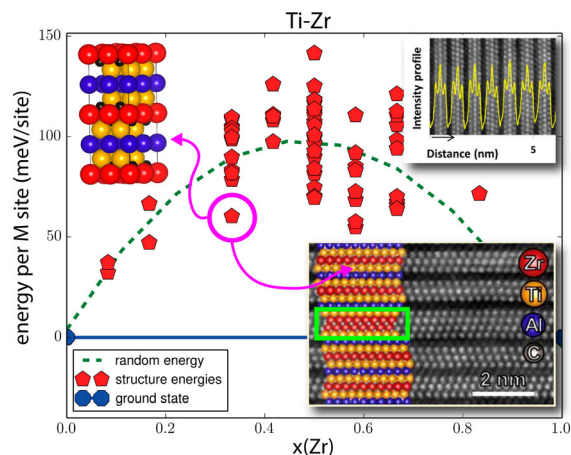 Ti-Zr
150
100
50
0
energy per M site (meV/site)
Intensity profile
Distance (nm)
5
Zr
Ti
Al
C
2 nm
random energy
structure energies
ground state
0.0
0.2
0.4
0.6
0.8
1.0
x(Zr)